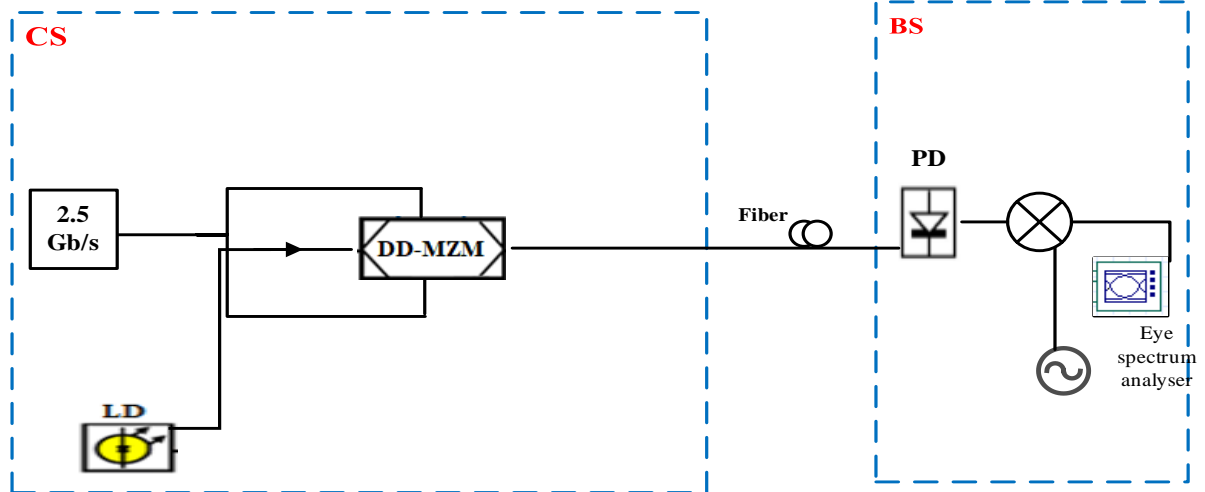 CS
BS
PD
2.5
Gb/s
Fiber
DD-MZM
Eye
spectrum
analyser
LD